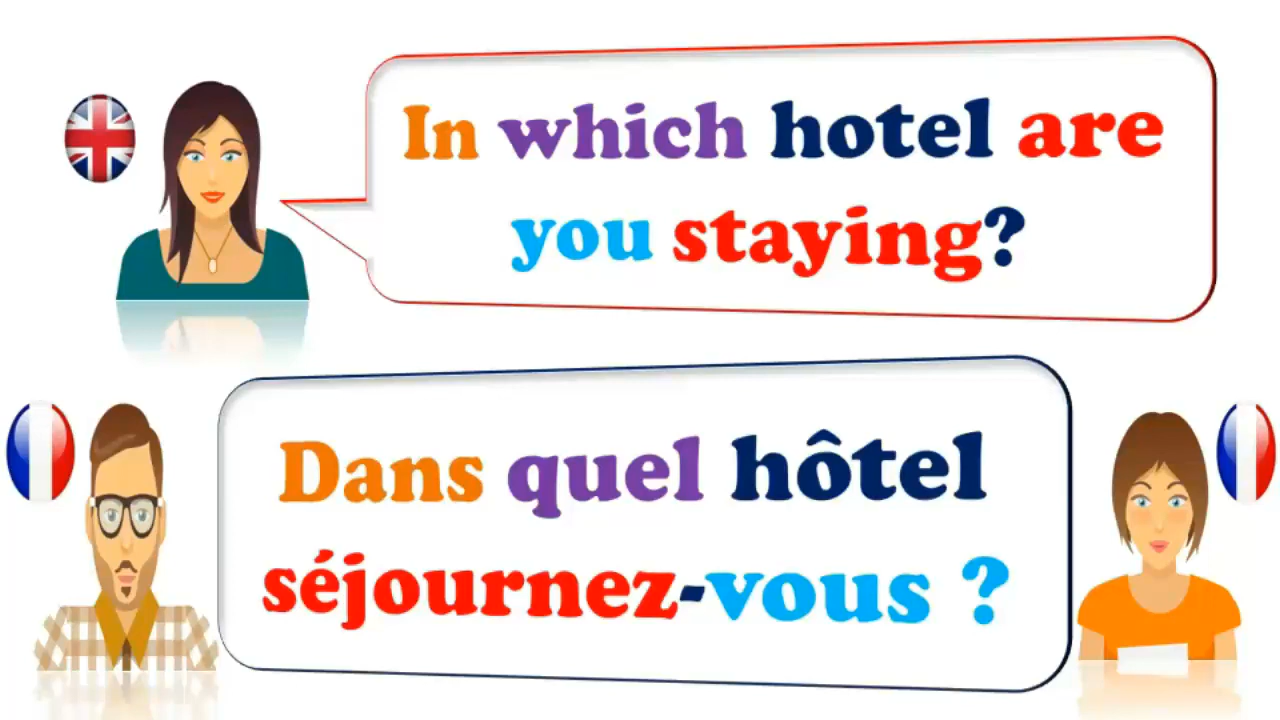 In which hotel are
you staying?
Dans quel hôtel
séjournez-vous ?